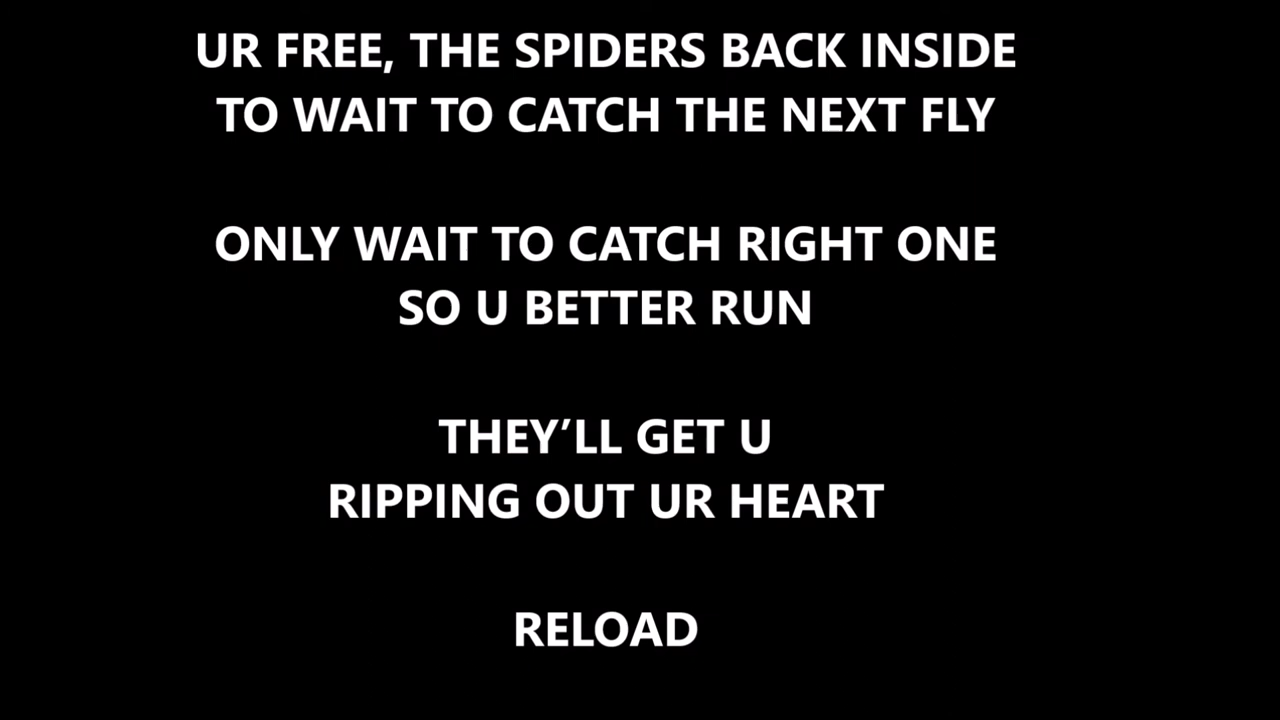 UR FREE, THE SPIDERS BACK INSIDE
TO WAIT TO CATCH THE NEXT FLY
ONLY WAIT TO CATCH RIGHT ONE
SO U BETTER RUN
THEY’LL GET U
RIPPING OUT UR HEART
RELOAD